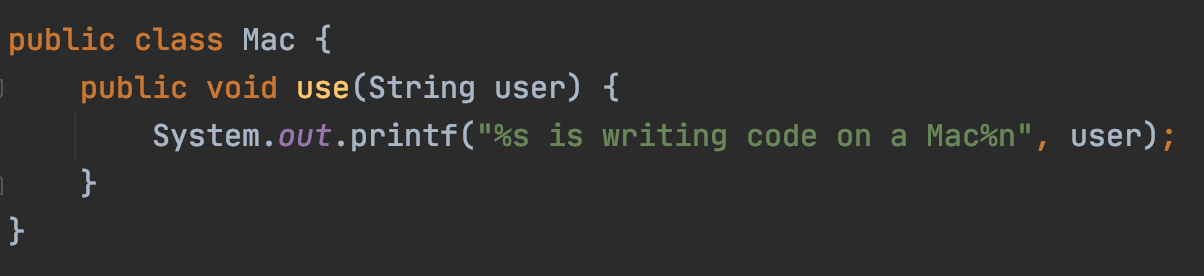 public class Mac {
    public void use(String user) {
        System.out.printf("%s is writing code on a Mac%n", user);
    }
}